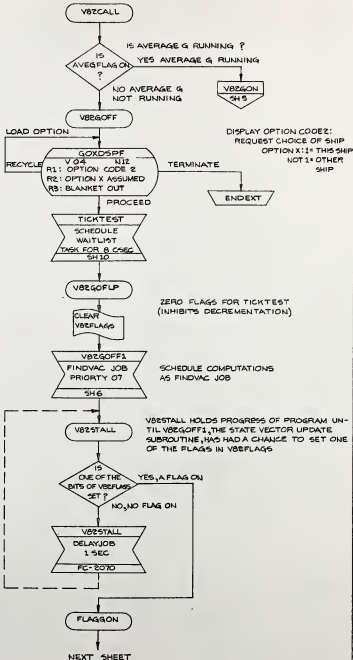 V82CALL
IS AVERAGE G RUNNING ?
IS
AVEGFLAG ON
?
YES AVERAGE G RUNNING
V82GON
SH 5
NO AVERAGE G
NOT RUNNING
V82GOFF
LOAD OPTION
DISPLAY OPTION CODE2:
REQUEST CHOICE OF SHIP
OPTION X:1= THIS SHIP
NOT 1= OTHER
SHIP
GOXDSPF
V 04 N12
R1: OPTION CODE 2
R2: OPTION X ASSUMED
R3: BLANKET OUT
RECYCLE
TERMINATE
ENDEXT
PROCEED
TICKTEST
SCHEDULE
WAITLIST
TASK FOR 8 CSEC
SH 10
V82GOFLP
ZERO FLAGS FOR TICKTEST
(INHIBITS DECREMENTATION)
CLEAR
V82FLAGS
V82GOFF1
FINDVAC JOB
PRIORTY 07
SH 6
SCHEDULE COMPUTATIONS
AS FINDVAC JOB
V82STALL
V82STALL HOLDS PROGRESS OF PROGRAM UN-
TIL V82GOFF1, THE STATE VECTOR UPDATE
SUBROUTINE, HAS HAD A CHANCE TO SET ONE
OF THE FLAGS IN V82FLAGS
IS
ONE OF THE
BITS OF V82FLAGS
SET ?
YES, A FLAG ON
NO, NO FLAG ON
V82STALL
DELAYJOB
1 SEC
FC-2070
FLAGGON
NEXT SHEET